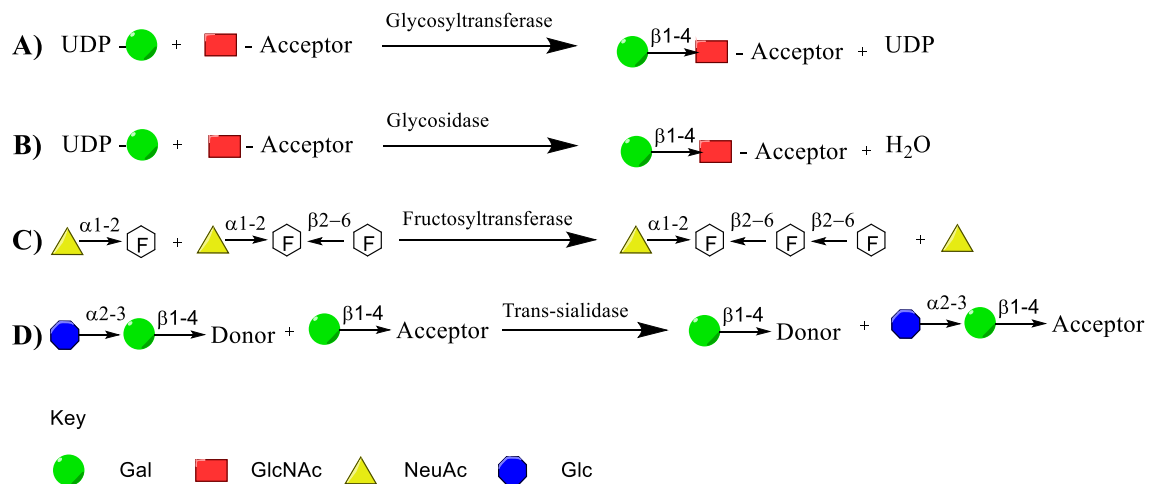 A) UDP - + - Acceptor Glycosyltransferase β1-4 - Acceptor + UDP
B) UDP - + - Acceptor Glycosidase β1-4 - Acceptor + H₂O
C) α1-2 F + α1-2 F β2−6 F Fructosyltransferase α1-2 F β2−6 F β2−6 F +
D) α2-3 β1-4 Donor + β1-4 Acceptor Trans-sialidase β1-4 Donor + α2-3 β1-4 Acceptor
Key
Gal GlcNAc NeuAc Glc